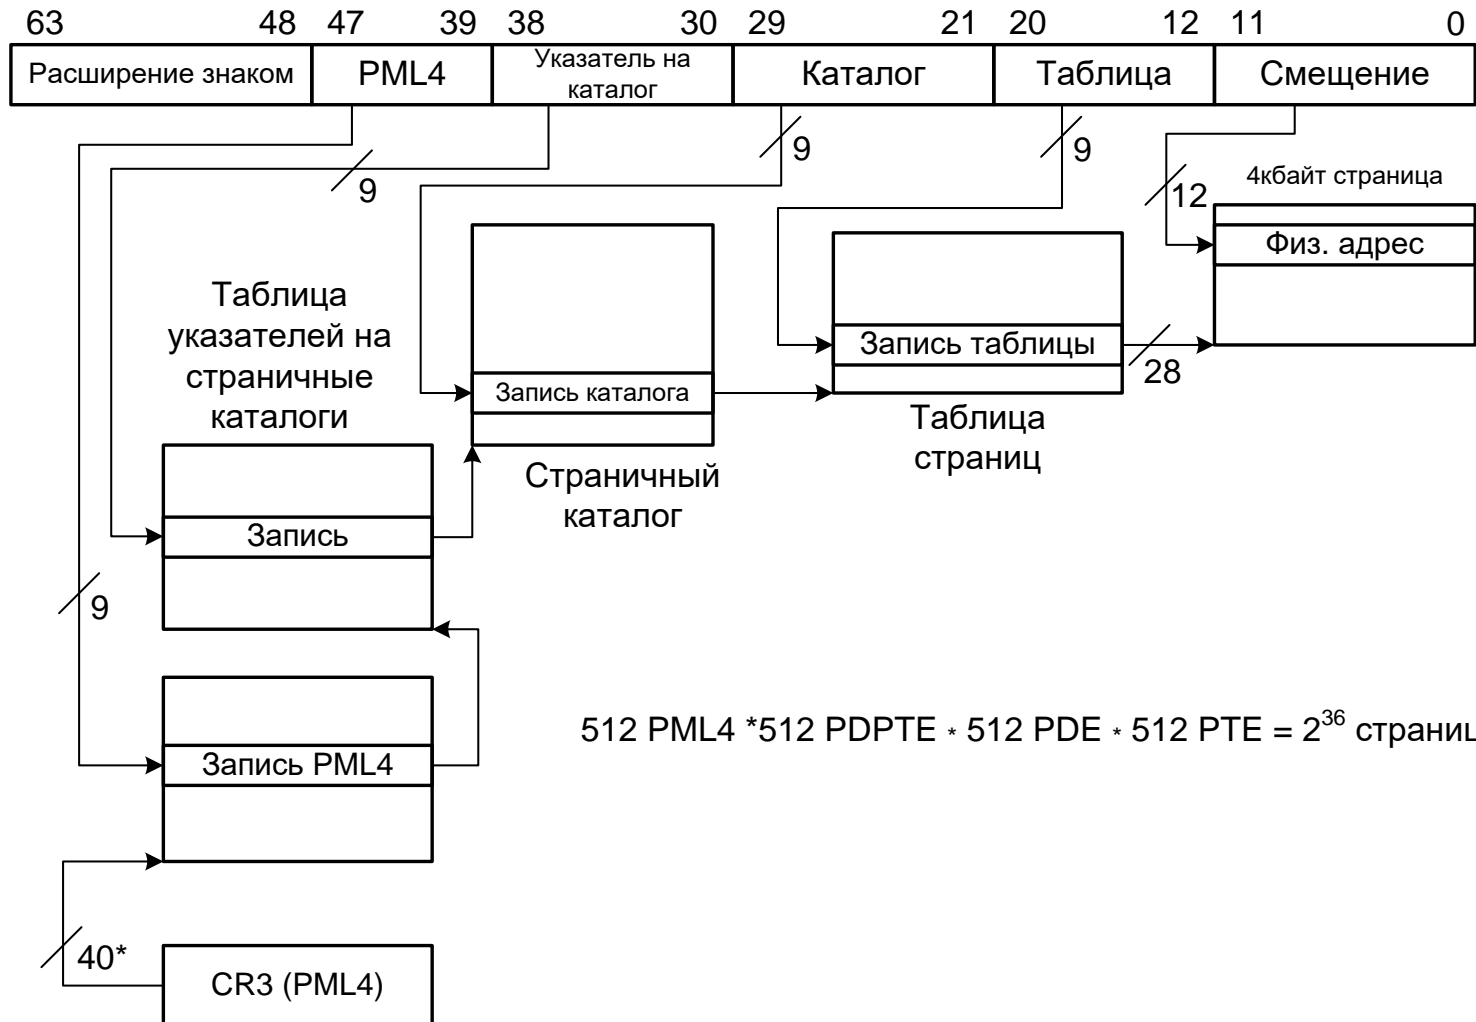 63 48 47 39 38 30 29 21 20 12 11 0
Расширение знаком PML4 Указатель на каталог Каталог Таблица Смещение
9
9
9
12
4кбайт страница
Физ. адрес
Таблица
указателей на
страничные
каталоги
Запись таблицы
28
Запись каталога
Таблица
страниц
Страничный
каталог
Запись
9
512 PML4 *512 PDPTE * 512 PDE * 512 PTE = 2^36 страниц
Запись PML4
40*
CR3 (PML4)